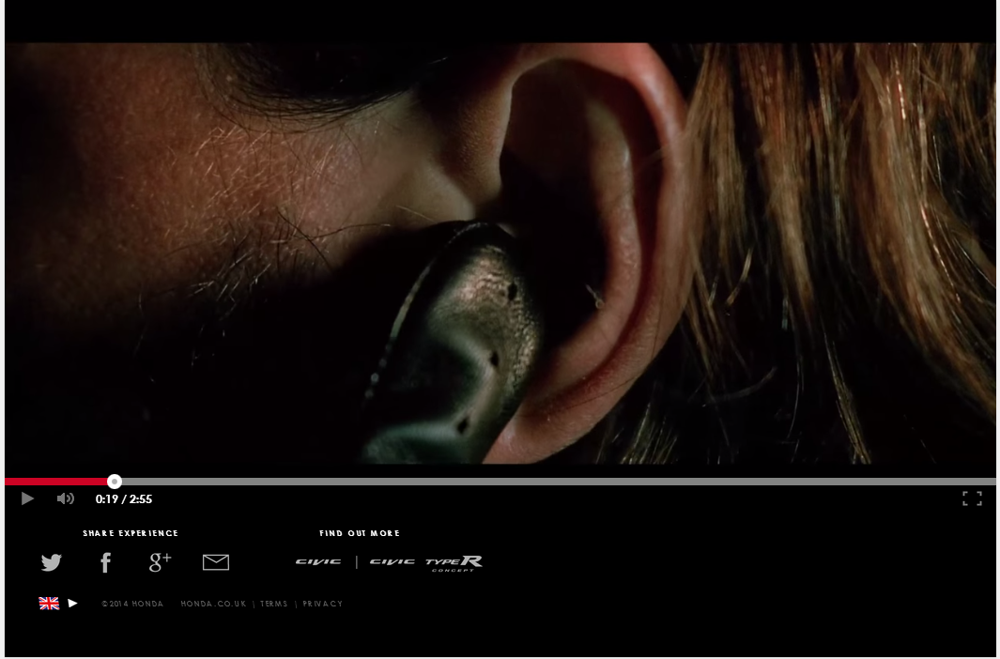 0:19 / 2:55
SHARE EXPERIENCE
FIND OUT MORE
g+
CIVIC | CIVIC TYPE R
CONCEPT
©2014 HONDA HONDA.CO.UK | TERMS | PRIVACY